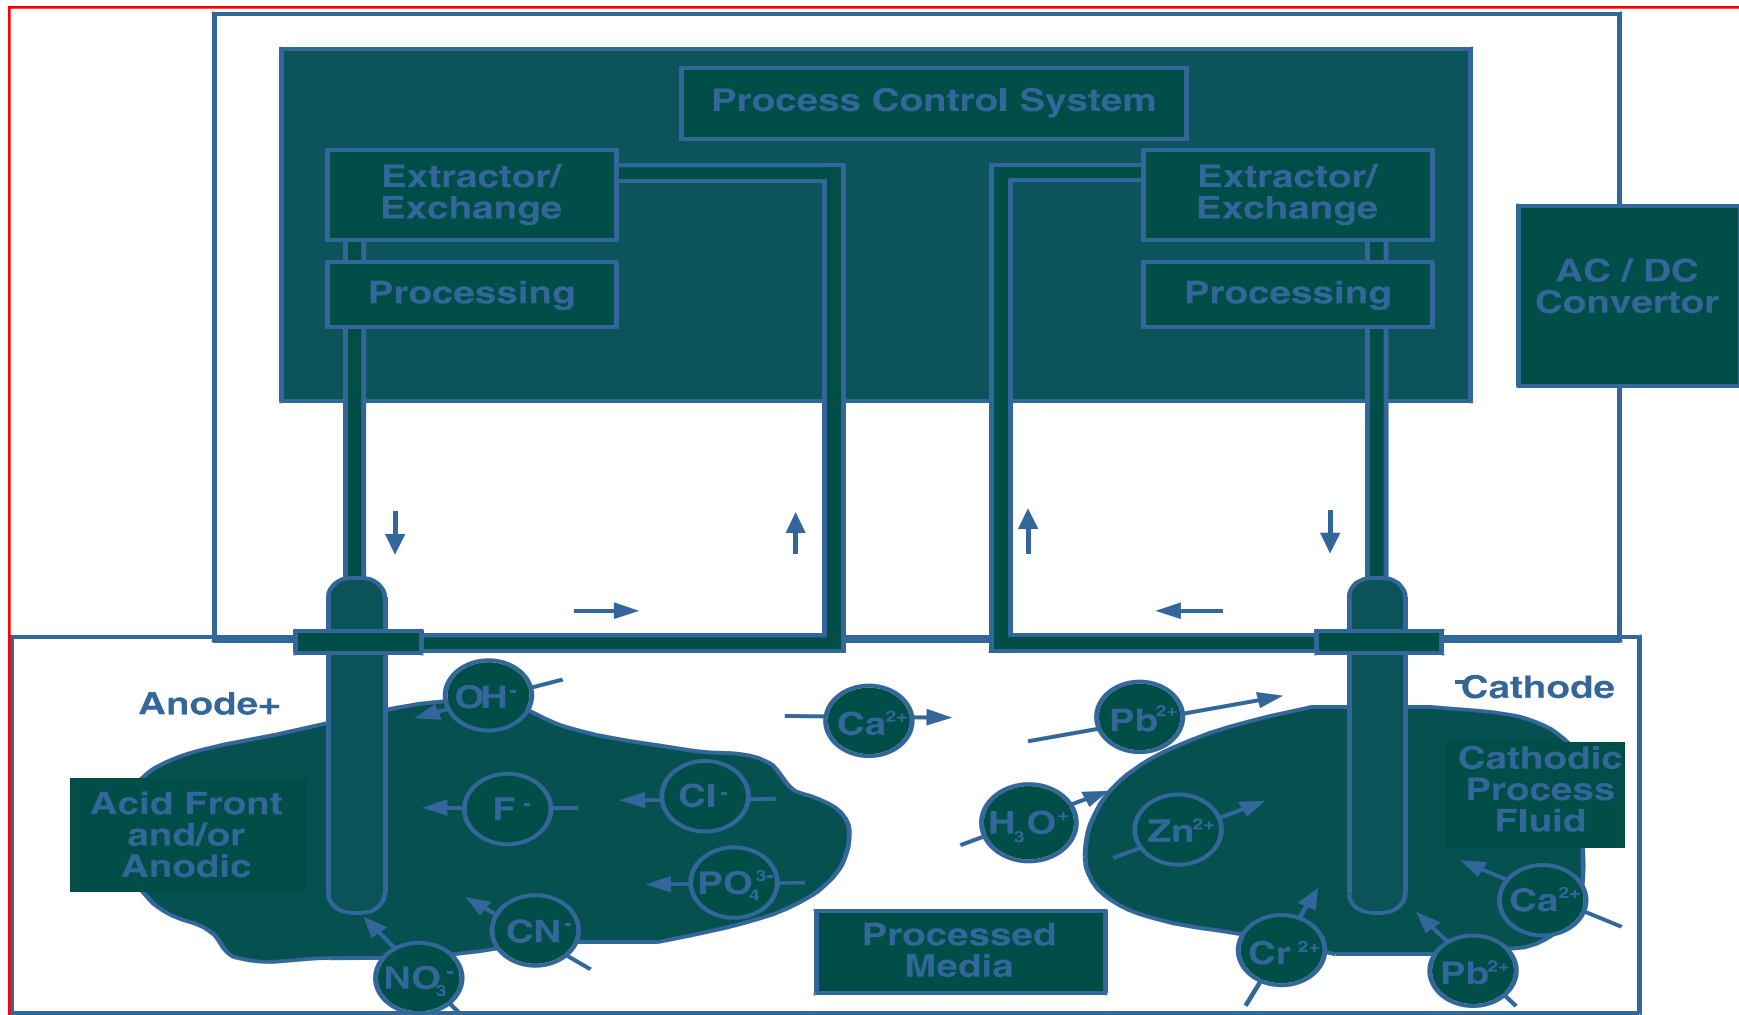 Process Control System
Extractor/
Exchange
Processing
Extractor/
Exchange
Processing
AC / DC
Convertor
Anode+
-Cathode
OH-
Ca2+
Pb2+
F-
Cl-
H3O+
Zn2+
Acid Front
and/or
Anodic
Cathodic
Process
Fluid
PO43-
CN-
NO3-
Processed
Media
Cr2+
Ca2+
Pb2+